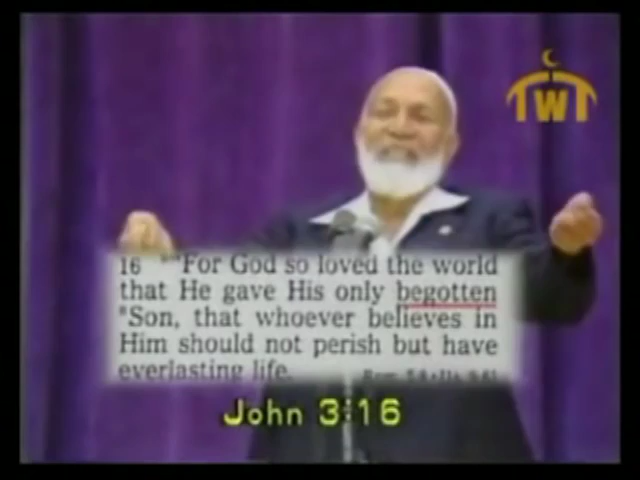 TWT
16 For God so loved the world
that He gave His only begotten
Son, that whoever believes in
Him should not perish but have
everlasting life.
John 3:16